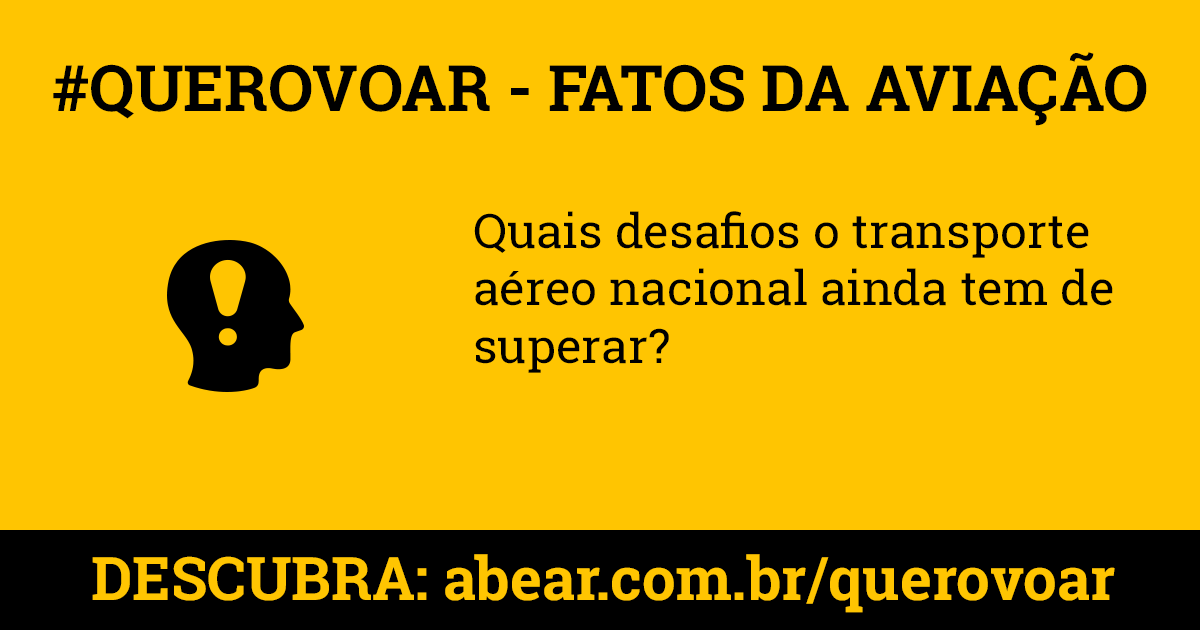 #QUEROVOAR - FATOS DA AVIAÇÃO
Quais desafios o transporte
aéreo nacional ainda tem de
superar?
DESCUBRA: abear.com.br/querovoar